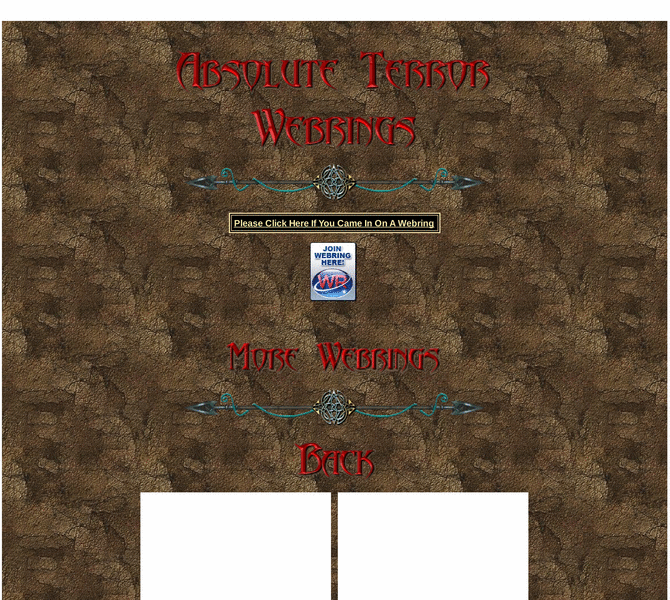 Absolute Terror
Webrings
Please Click Here If You Came In On A Webring
JOIN
WEBRING
HERE!
WR
More Webrings
Back